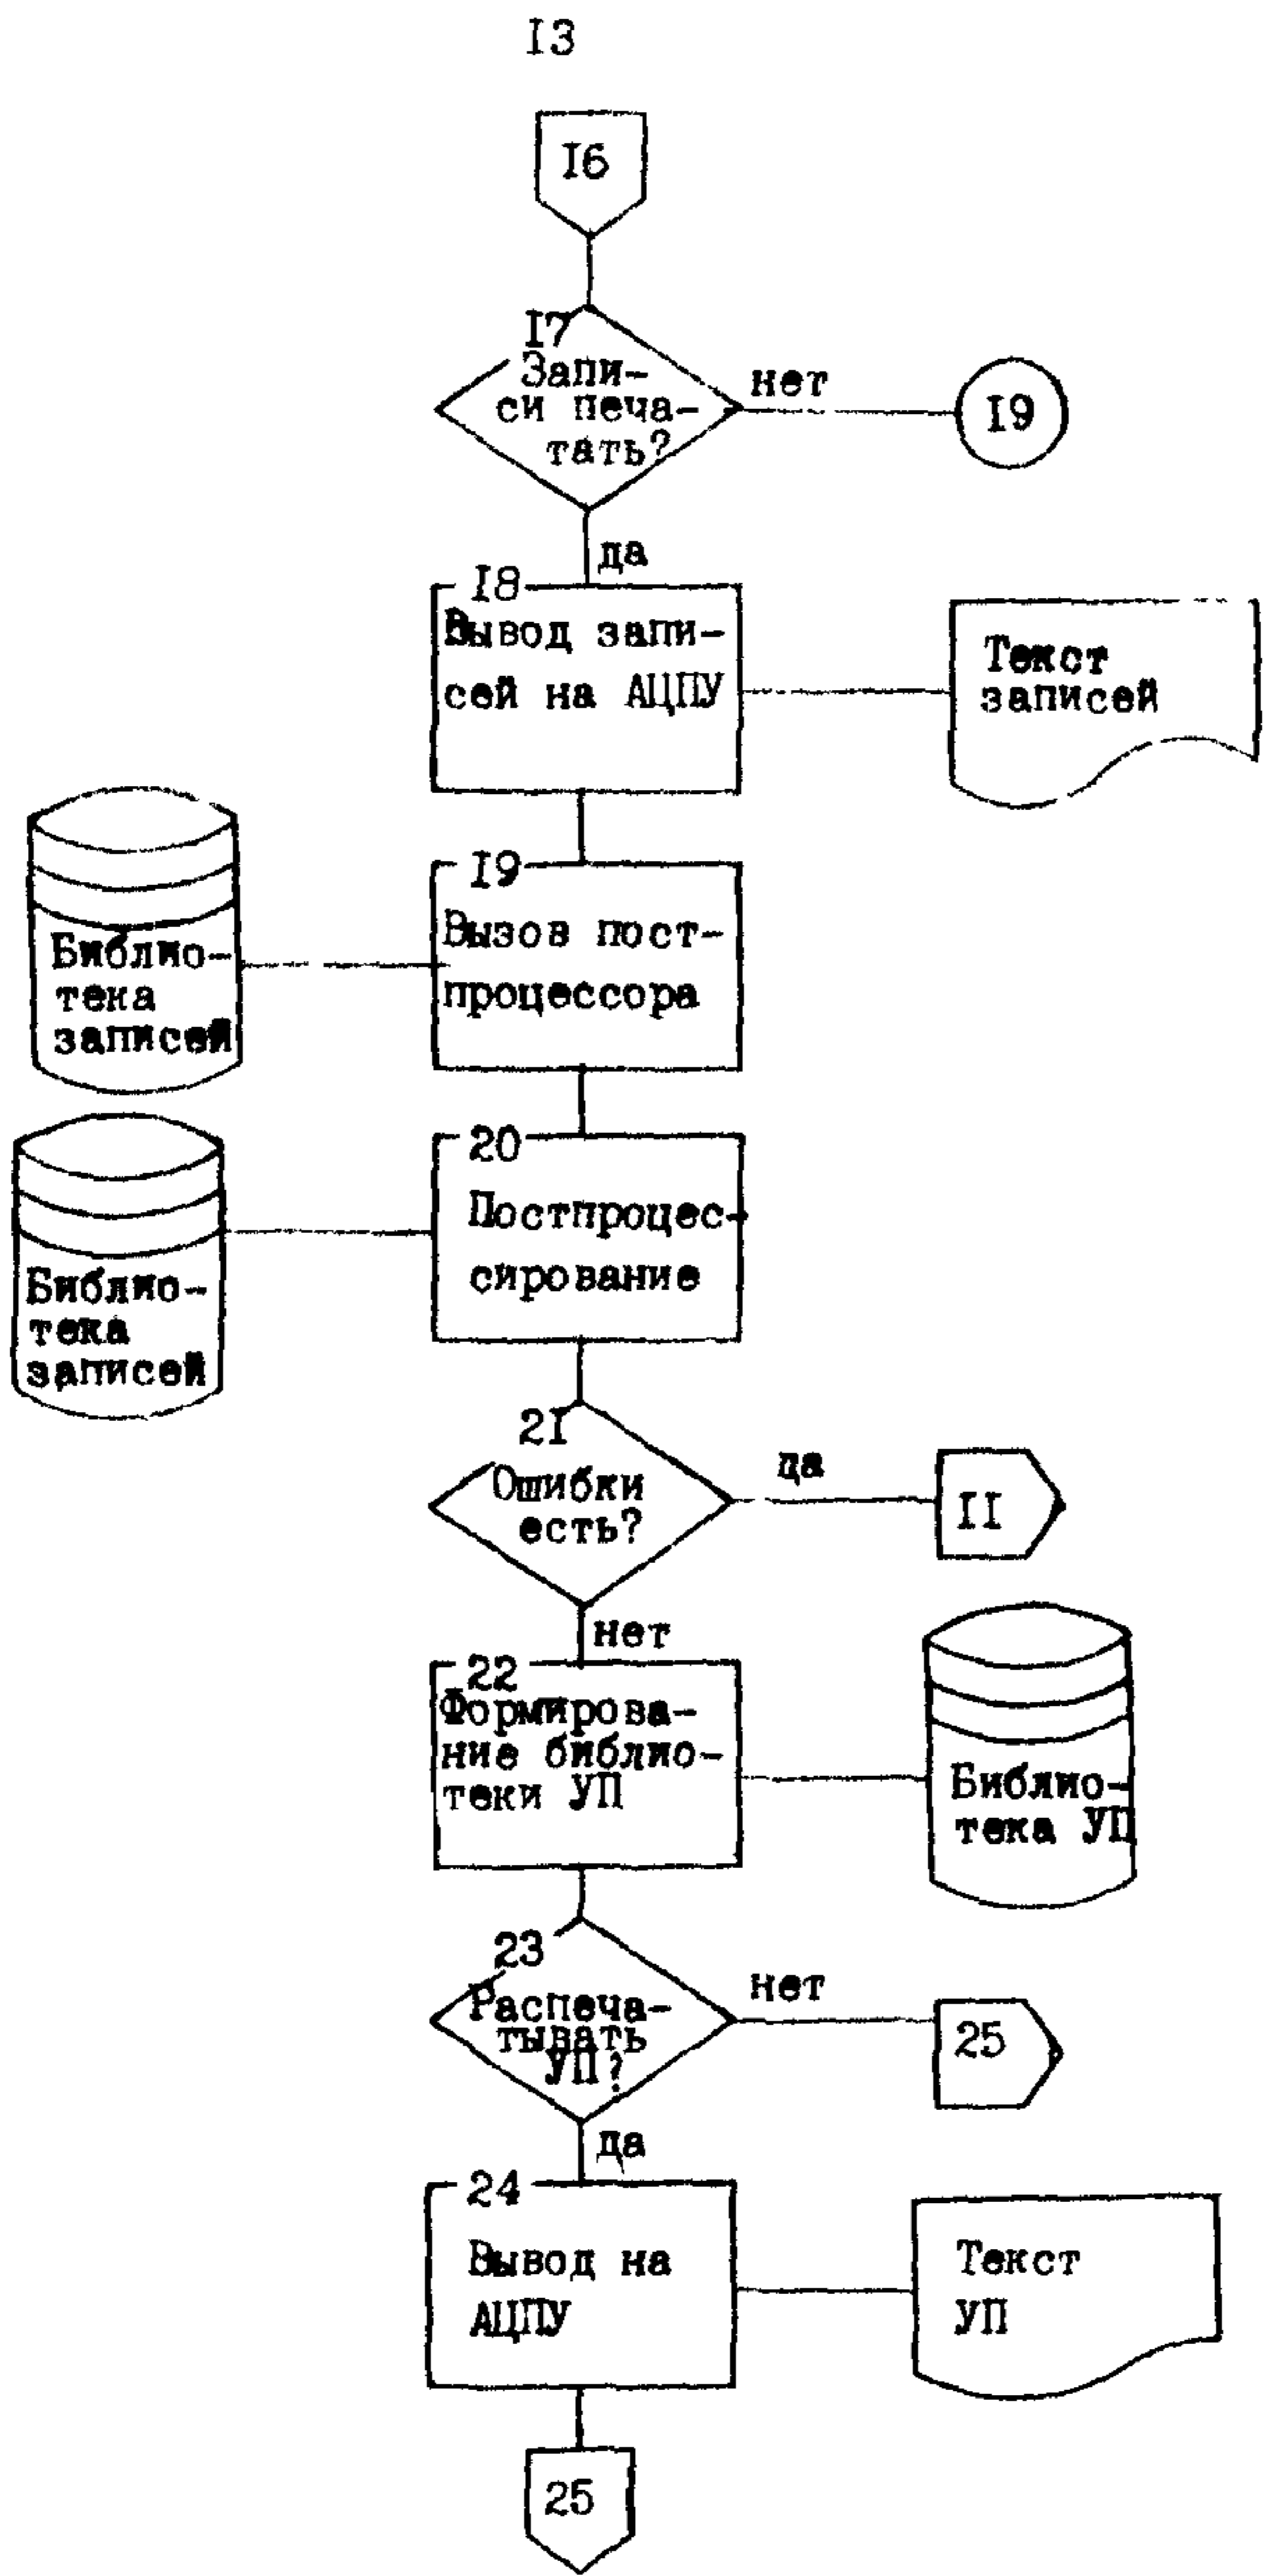 I3
I6
I7
Запи-
си печа-
тать?
нет
I9
да
I8
Вывод запи-
сей на АЦПУ
Текст
записей
I9
Вызов пост-
процессора
Библио-
тека
записей
20
Постпроцес-
сирование
Библио-
тека
записей
2I
Ошибки
есть?
да
II
нет
22
Формирова-
ние библио-
теки УП
Библио-
тека УП
23
Распеча-
тывать
УП?
нет
25
да
24
Вывод на
АЦПУ
Текст
УП
25